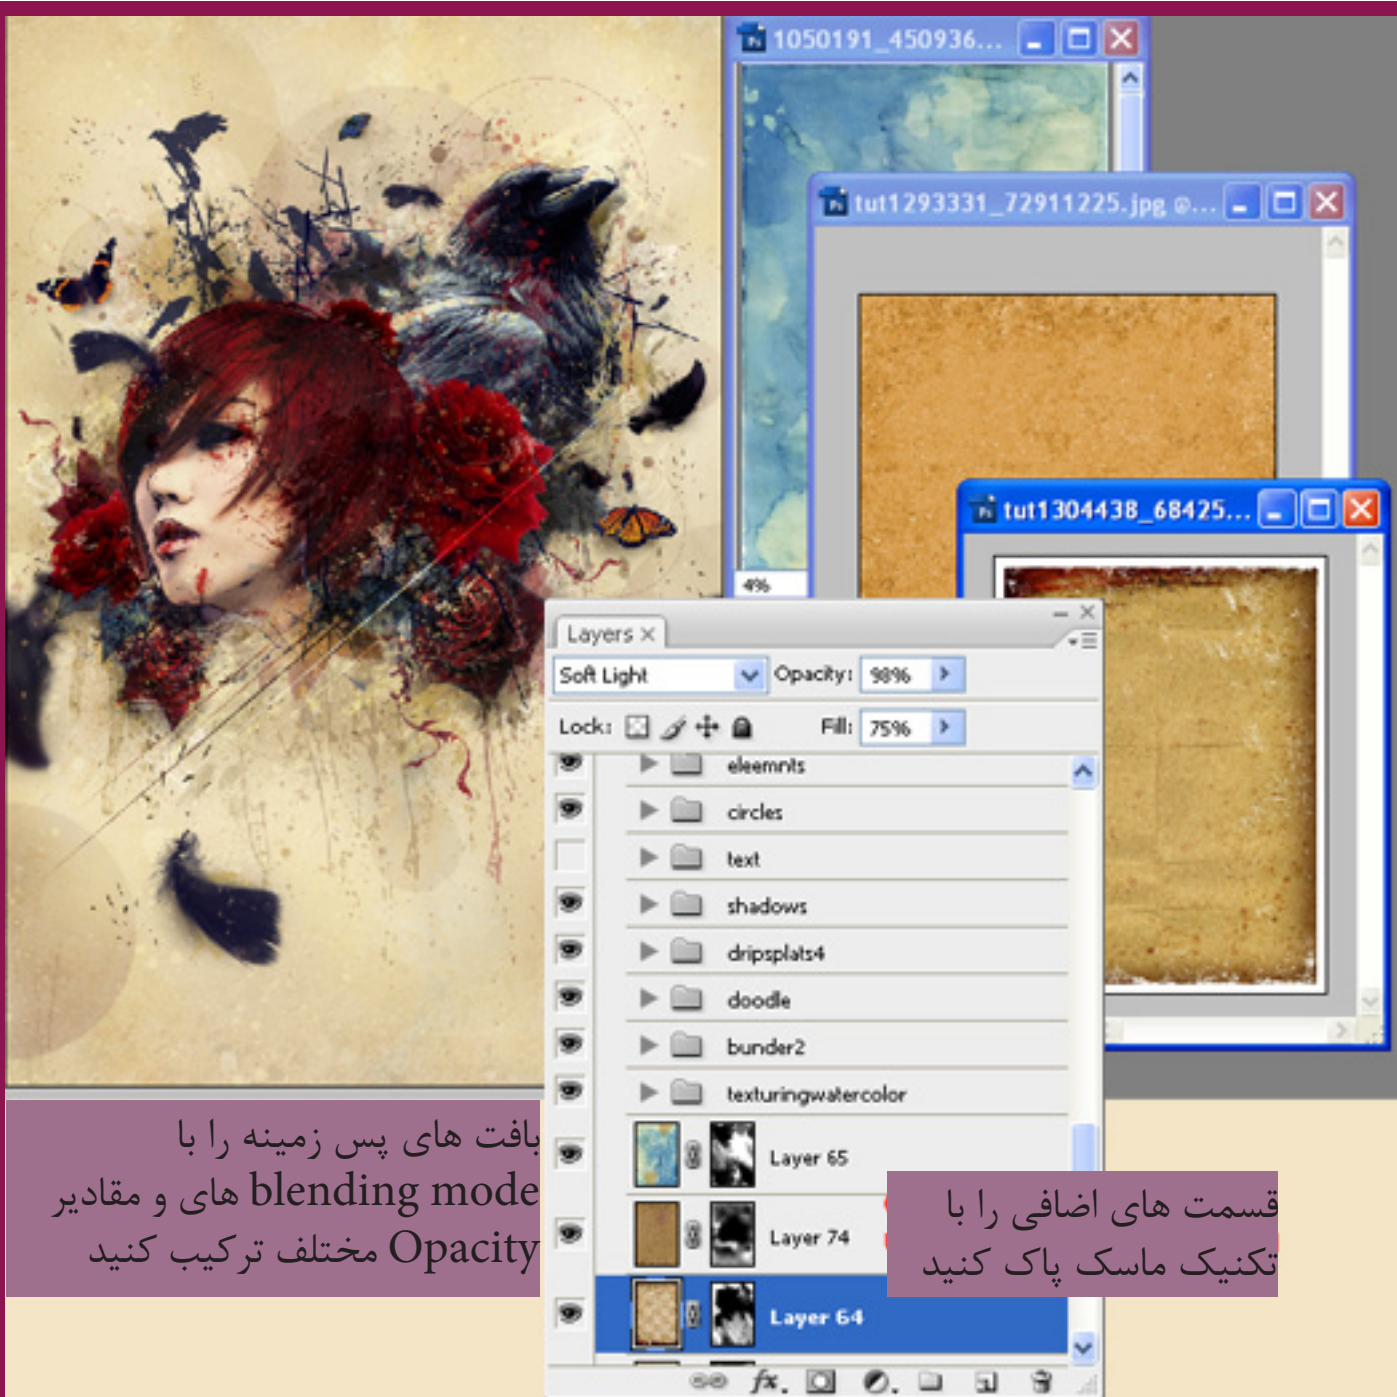 1050191_450936...
tut1293331_72911225.jpg @...
tut1304438_68425...
4%
Layers ×
Soft Light Opacity: 98%
Lock: Fill: 75%
eleemnts
circles
text
shadows
dripsplats4
doodle
bunder2
texturingwatercolor
Layer 65
Layer 74
Layer 64
fx.
بافت های پس زمینه را با
blending mode های و مقادیر
Opacity مختلف ترکیب کنید
قسمت های اضافی را با
تکنیک ماسک پاک کنید